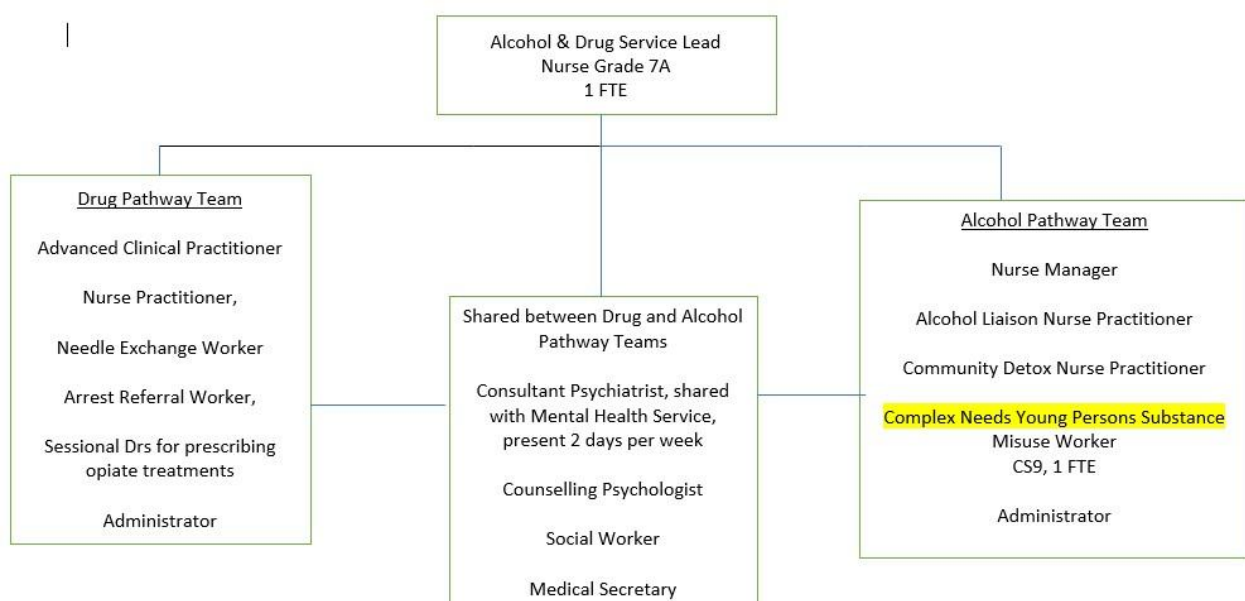 Alcohol & Drug Service Lead
Nurse Grade 7A
1 FTE
Drug Pathway Team
Advanced Clinical Practitioner
Nurse Practitioner,
Needle Exchange Worker
Arrest Referral Worker,
Sessional Drs for prescribing
opiate treatments
Administrator
Shared between Drug and Alcohol
Pathway Teams
Consultant Psychiatrist, shared
with Mental Health Service,
present 2 days per week
Counselling Psychologist
Social Worker
Medical Secretary
Alcohol Pathway Team
Nurse Manager
Alcohol Liaison Nurse Practitioner
Community Detox Nurse Practitioner
Complex Needs Young Persons Substance
Misuse Worker
CS9, 1 FTE
Administrator